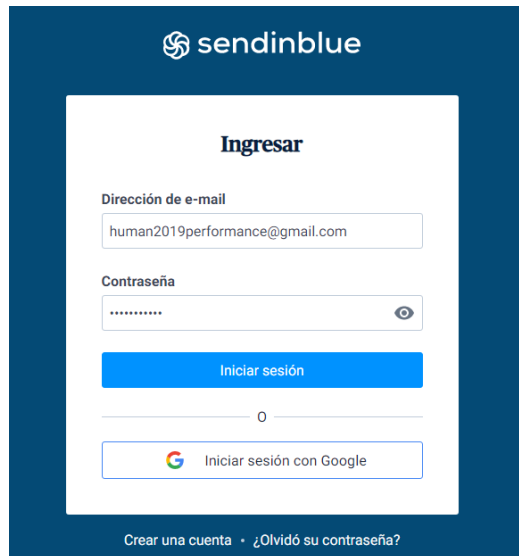 sendinblue
Ingresar
Dirección de e-mail
human2019performance@gmail.com
Contraseña
•••••••••••
Iniciar sesión
O
Iniciar sesión con Google
Crear una cuenta • ¿Olvidó su contraseña?